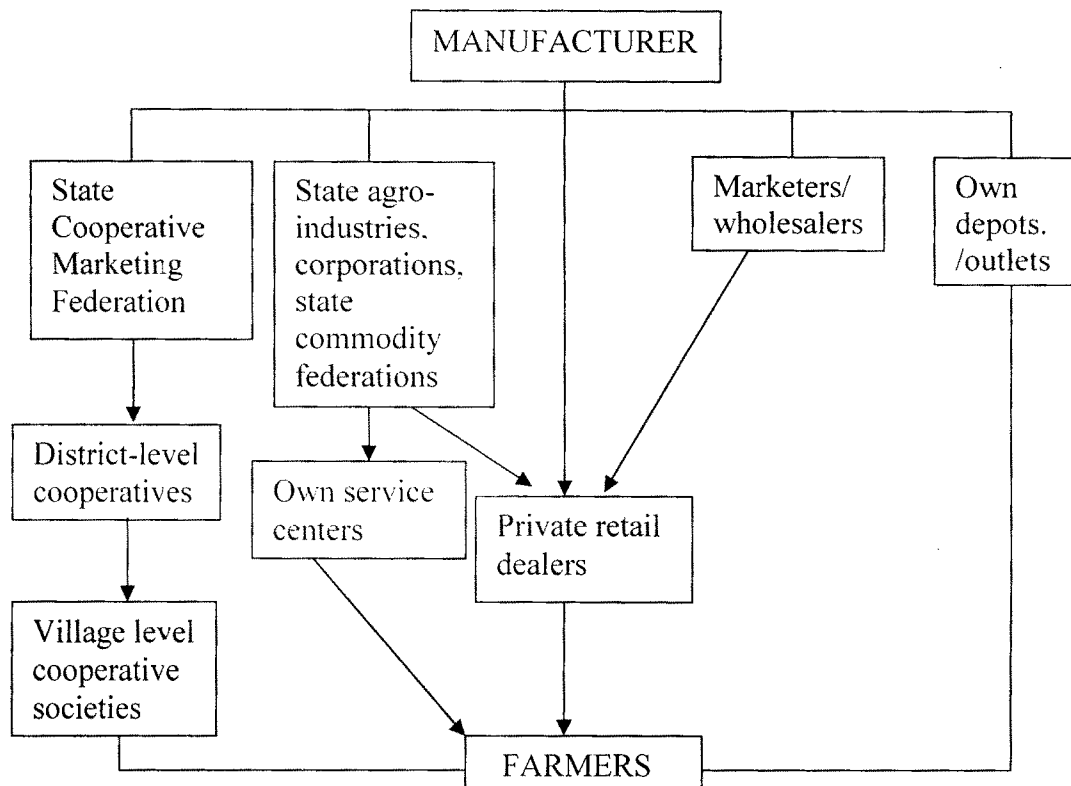 MANUFACTURER
State
Cooperative
Marketing
Federation
State agro-
industries.
corporations,
state
commodity
federations
Marketers/
wholesalers
Own
depots.
/outlets
District-level
cooperatives
Own service
centers
Private retail
dealers
Village level
cooperative
societies
FARMERS